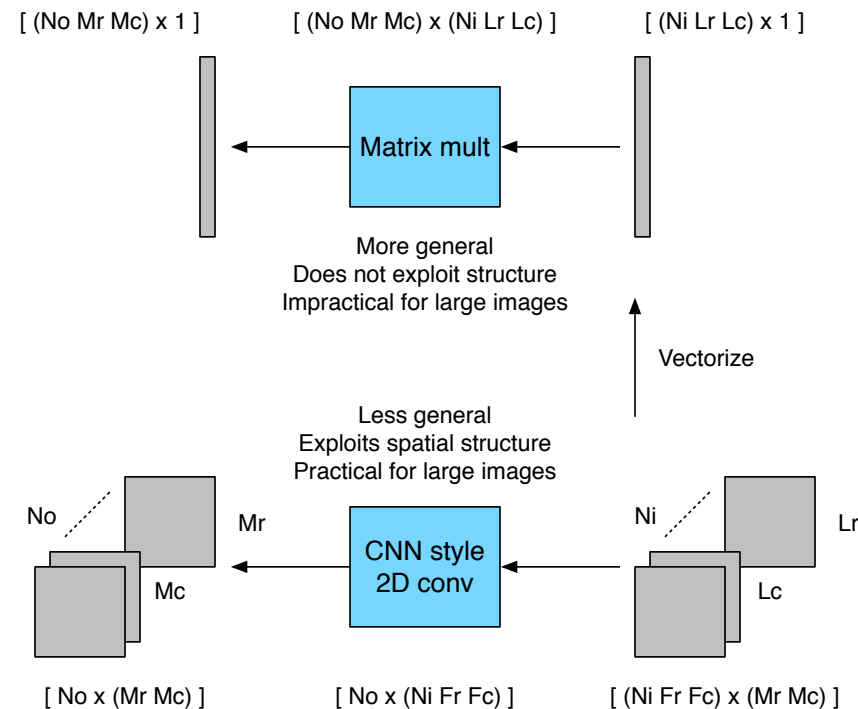 [ (No Mr Mc) x 1 ]
[ (No Mr Mc) x (Ni Lr Lc) ]
[ (Ni Lr Lc) x 1 ]
Matrix mult
More general
Does not exploit structure
Impractical for large images
Vectorize
Less general
Exploits spatial structure
Practical for large images
No
Mr
Mc
CNN style
2D conv
Ni
Lr
Lc
[ No x (Mr Mc) ]
[ No x (Ni Fr Fc) ]
[ (Ni Fr Fc) x (Mr Mc) ]